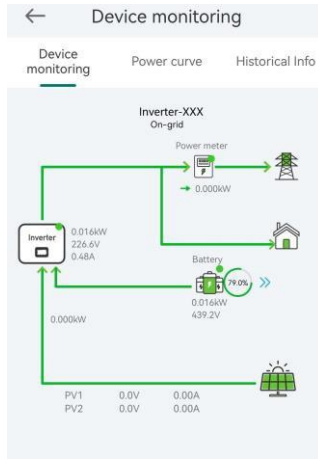 Device monitoring
Device monitoring
Power curve
Historical Info
Inverter-XXX
On-grid
Power meter
0.000kW
Inverter
0.016kW
226.6V
0.48A
Battery
79.0%
0.016kW
439.2V
0.000kW
PV1 0.0V 0.00A
PV2 0.0V 0.00A